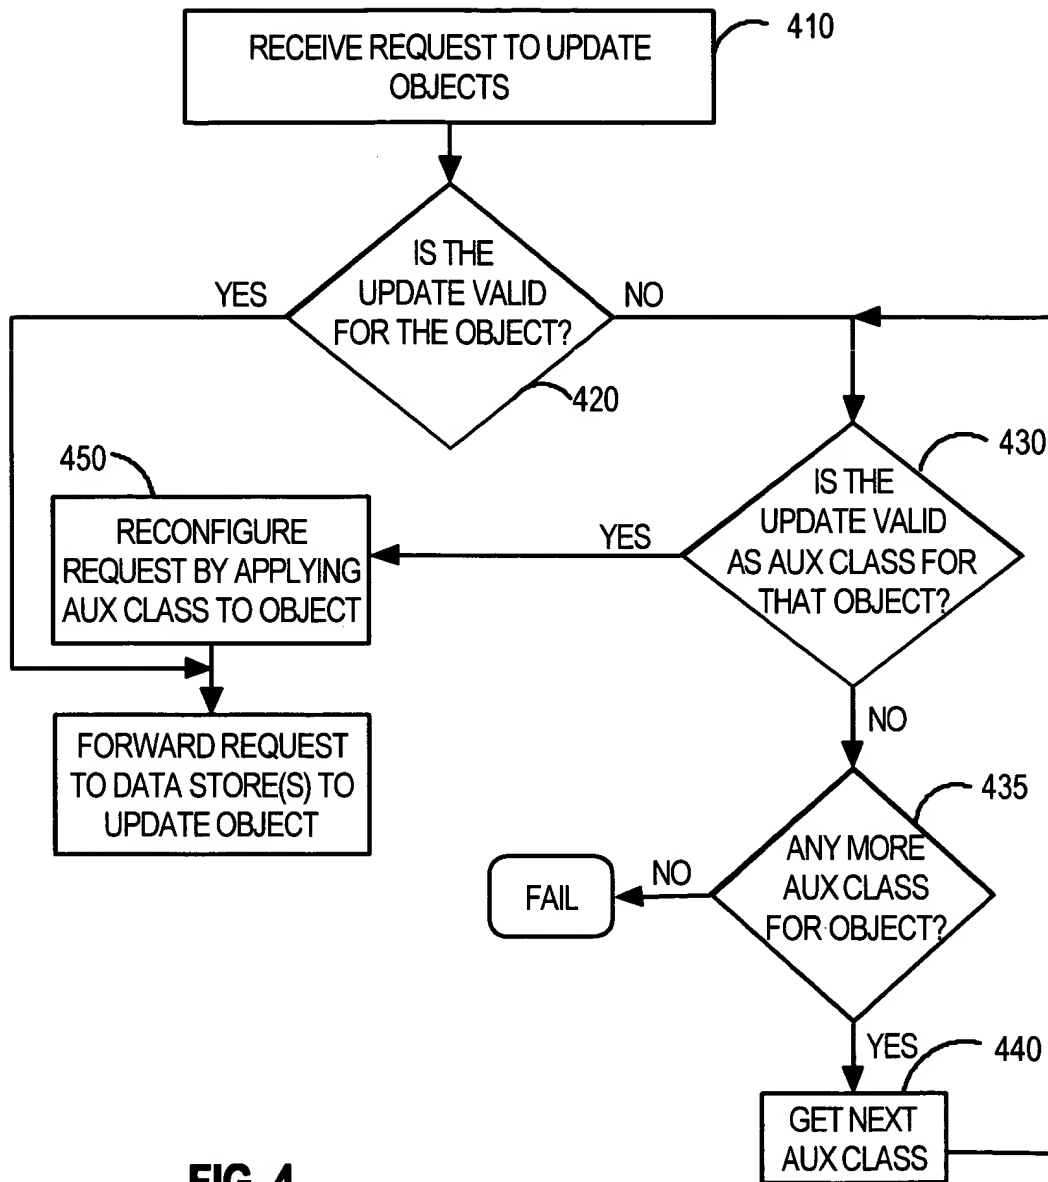 RECEIVE REQUEST TO UPDATE
OBJECTS
410
IS THE
UPDATE VALID
FOR THE OBJECT?
YES
NO
420
430
IS THE
UPDATE VALID
AS AUX CLASS FOR
THAT OBJECT?
YES
NO
450
RECONFIGURE
REQUEST BY APPLYING
AUX CLASS TO OBJECT
FORWARD REQUEST
TO DATA STORE(S) TO
UPDATE OBJECT
435
ANY MORE
AUX CLASS
FOR OBJECT?
NO
FAIL
YES
440
GET NEXT
AUX CLASS
FIG. 4